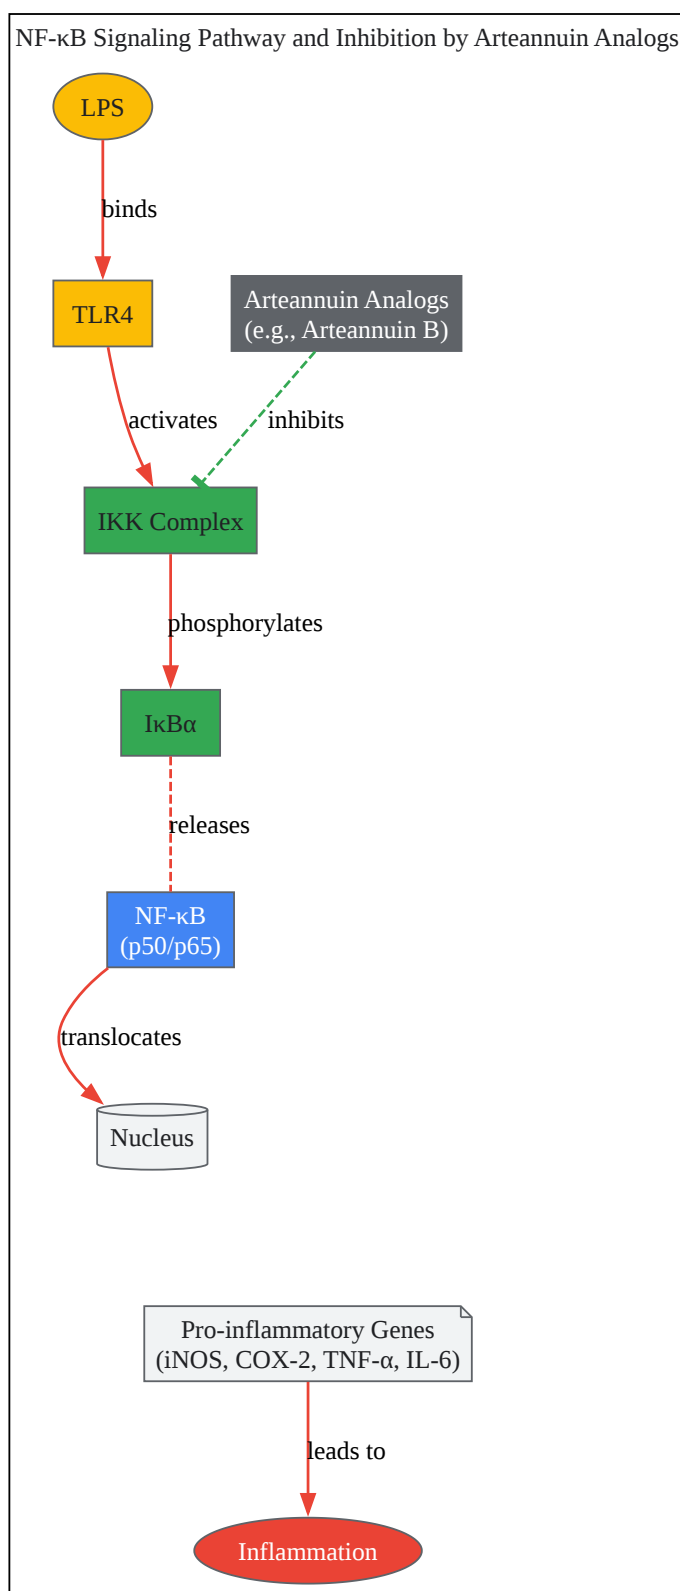 NF-κB Signaling Pathway and Inhibition by Arteannuin Analogs
LPS
binds
TLR4
Arteannuin Analogs
(e.g., Arteannuin B)
activates
inhibits
IKK Complex
phosphorylates
IκBα
releases
NF-κB
(p50/p65)
translocates
Nucleus
Pro-inflammatory Genes
(iNOS, COX-2, TNF-α, IL-6)
leads to
Inflammation